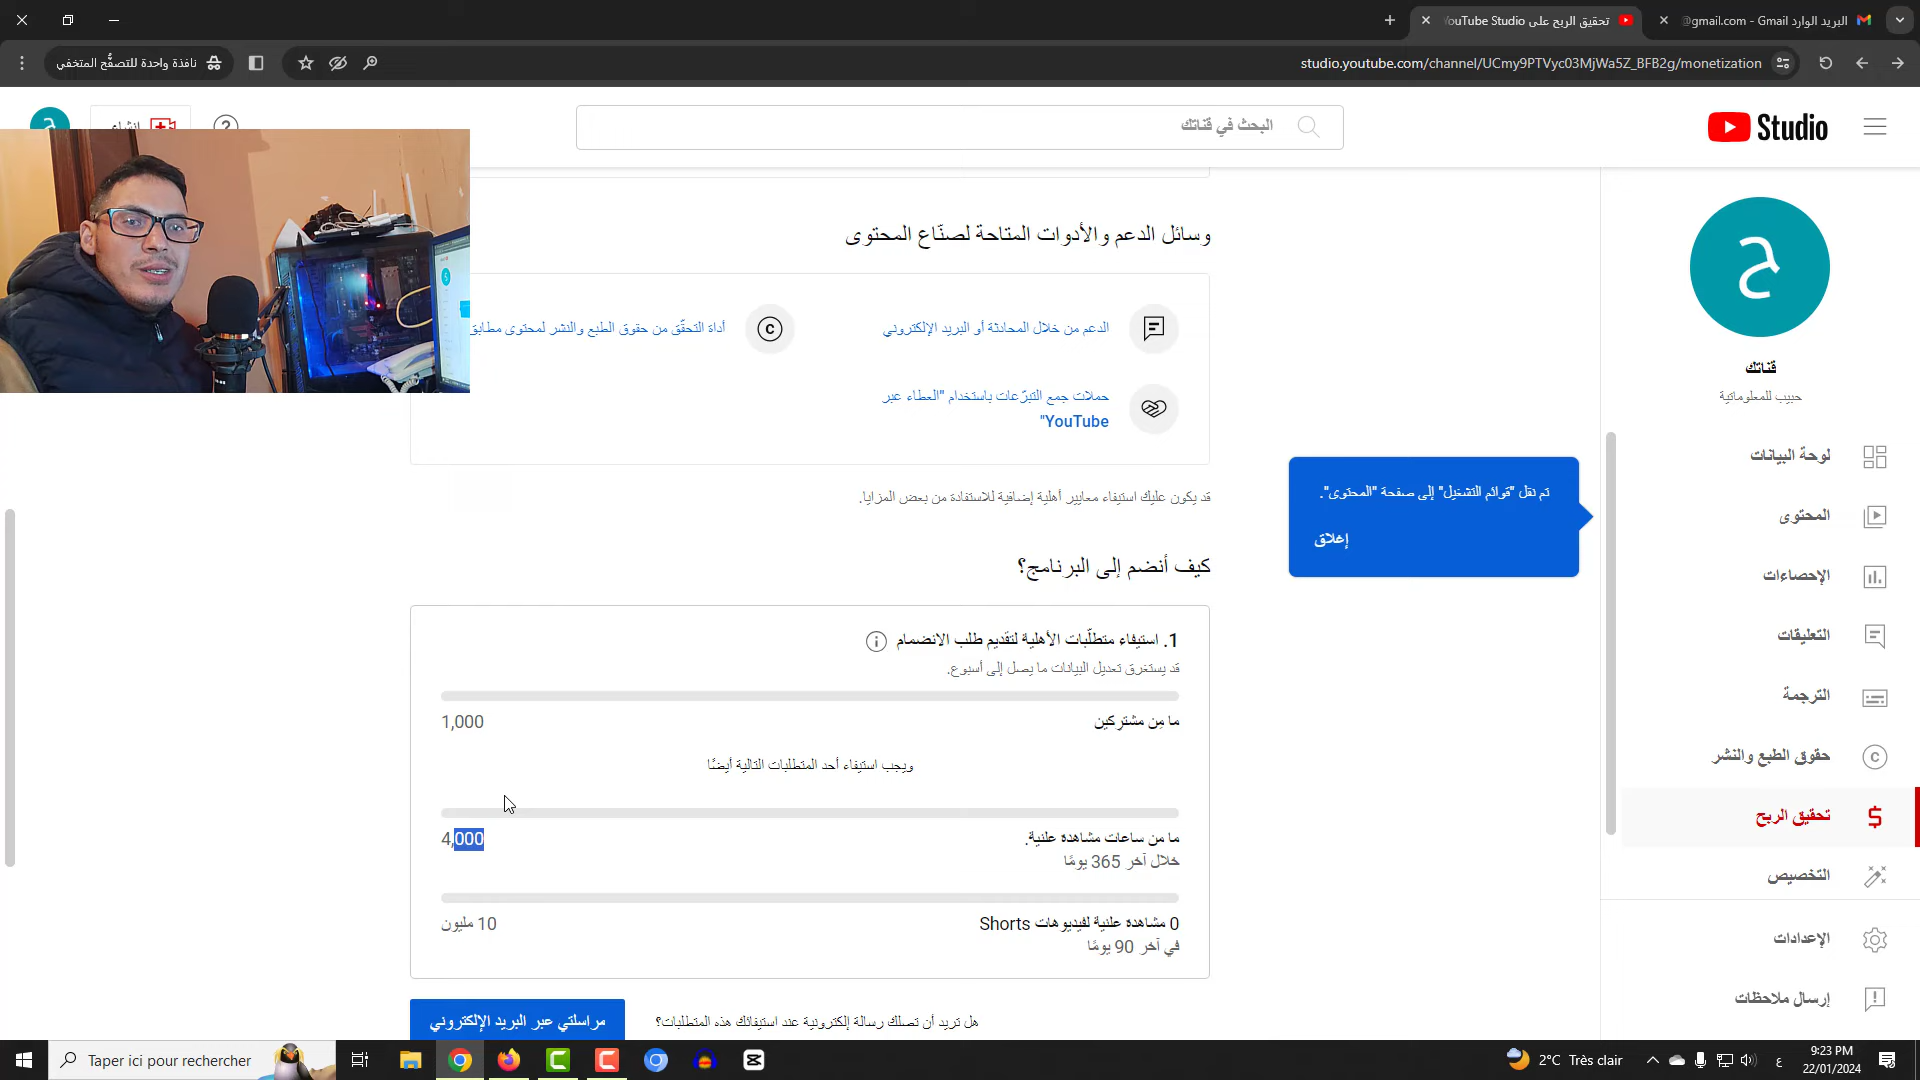 البريد الوارد @gmail.com - Gmail
تحقيق الربح على YouTube Studio
studio.youtube.com/channel/UCmy9PTVyc03MjWa5Z_BFB2g/monetization
نافذة واحدة للتصفُّح المتخفي
Studio
البحث في قناتك
إنشاء
ج
قناتك
حبيب للمعلوماتية
لوحة البيانات
المحتوى
الإحصاءات
التعليقات
الترجمة
حقوق الطبع والنشر
تحقيق الربح
التخصيص
الإعدادات
إرسال ملاحظات
تم نقل "قوائم التشغيل" إلى صفحة "المحتوى".
إغلاق
وسائل الدعم والأدوات المتاحة لصنّاع المحتوى
الدعم من خلال المحادثة أو البريد الإلكتروني
أداة التحقّق من حقوق الطبع والنشر لمحتوى مطابق
حملات جمع التبرّعات باستخدام "العطاء عبر
YouTube"
قد يكون عليك استيفاء معايير أهلية إضافية للاستفادة من بعض المزايا.
كيف أنضم إلى البرنامج؟
1. استيفاء متطلّبات الأهلية لتقديم طلب الانضمام
قد يستغرق تعديل البيانات ما يصل إلى أسبوع.
ما مِن مشتركين
1,000
ويجب استيفاء أحد المتطلبات التالية أيضًا
ما من ساعات مشاهدة علنية.
4,000
خلال آخر 365 يومًا
0 مشاهدة علنية لفيديوهات Shorts
10 مليون
في آخر 90 يومًا
هل تريد أن تصلك رسالة إلكترونية عند استيفائك هذه المتطلبات؟
مراسلتي عبر البريد الإلكتروني
Taper ici pour rechercher
2°C Très clair
ع
9:23 PM
22/01/2024